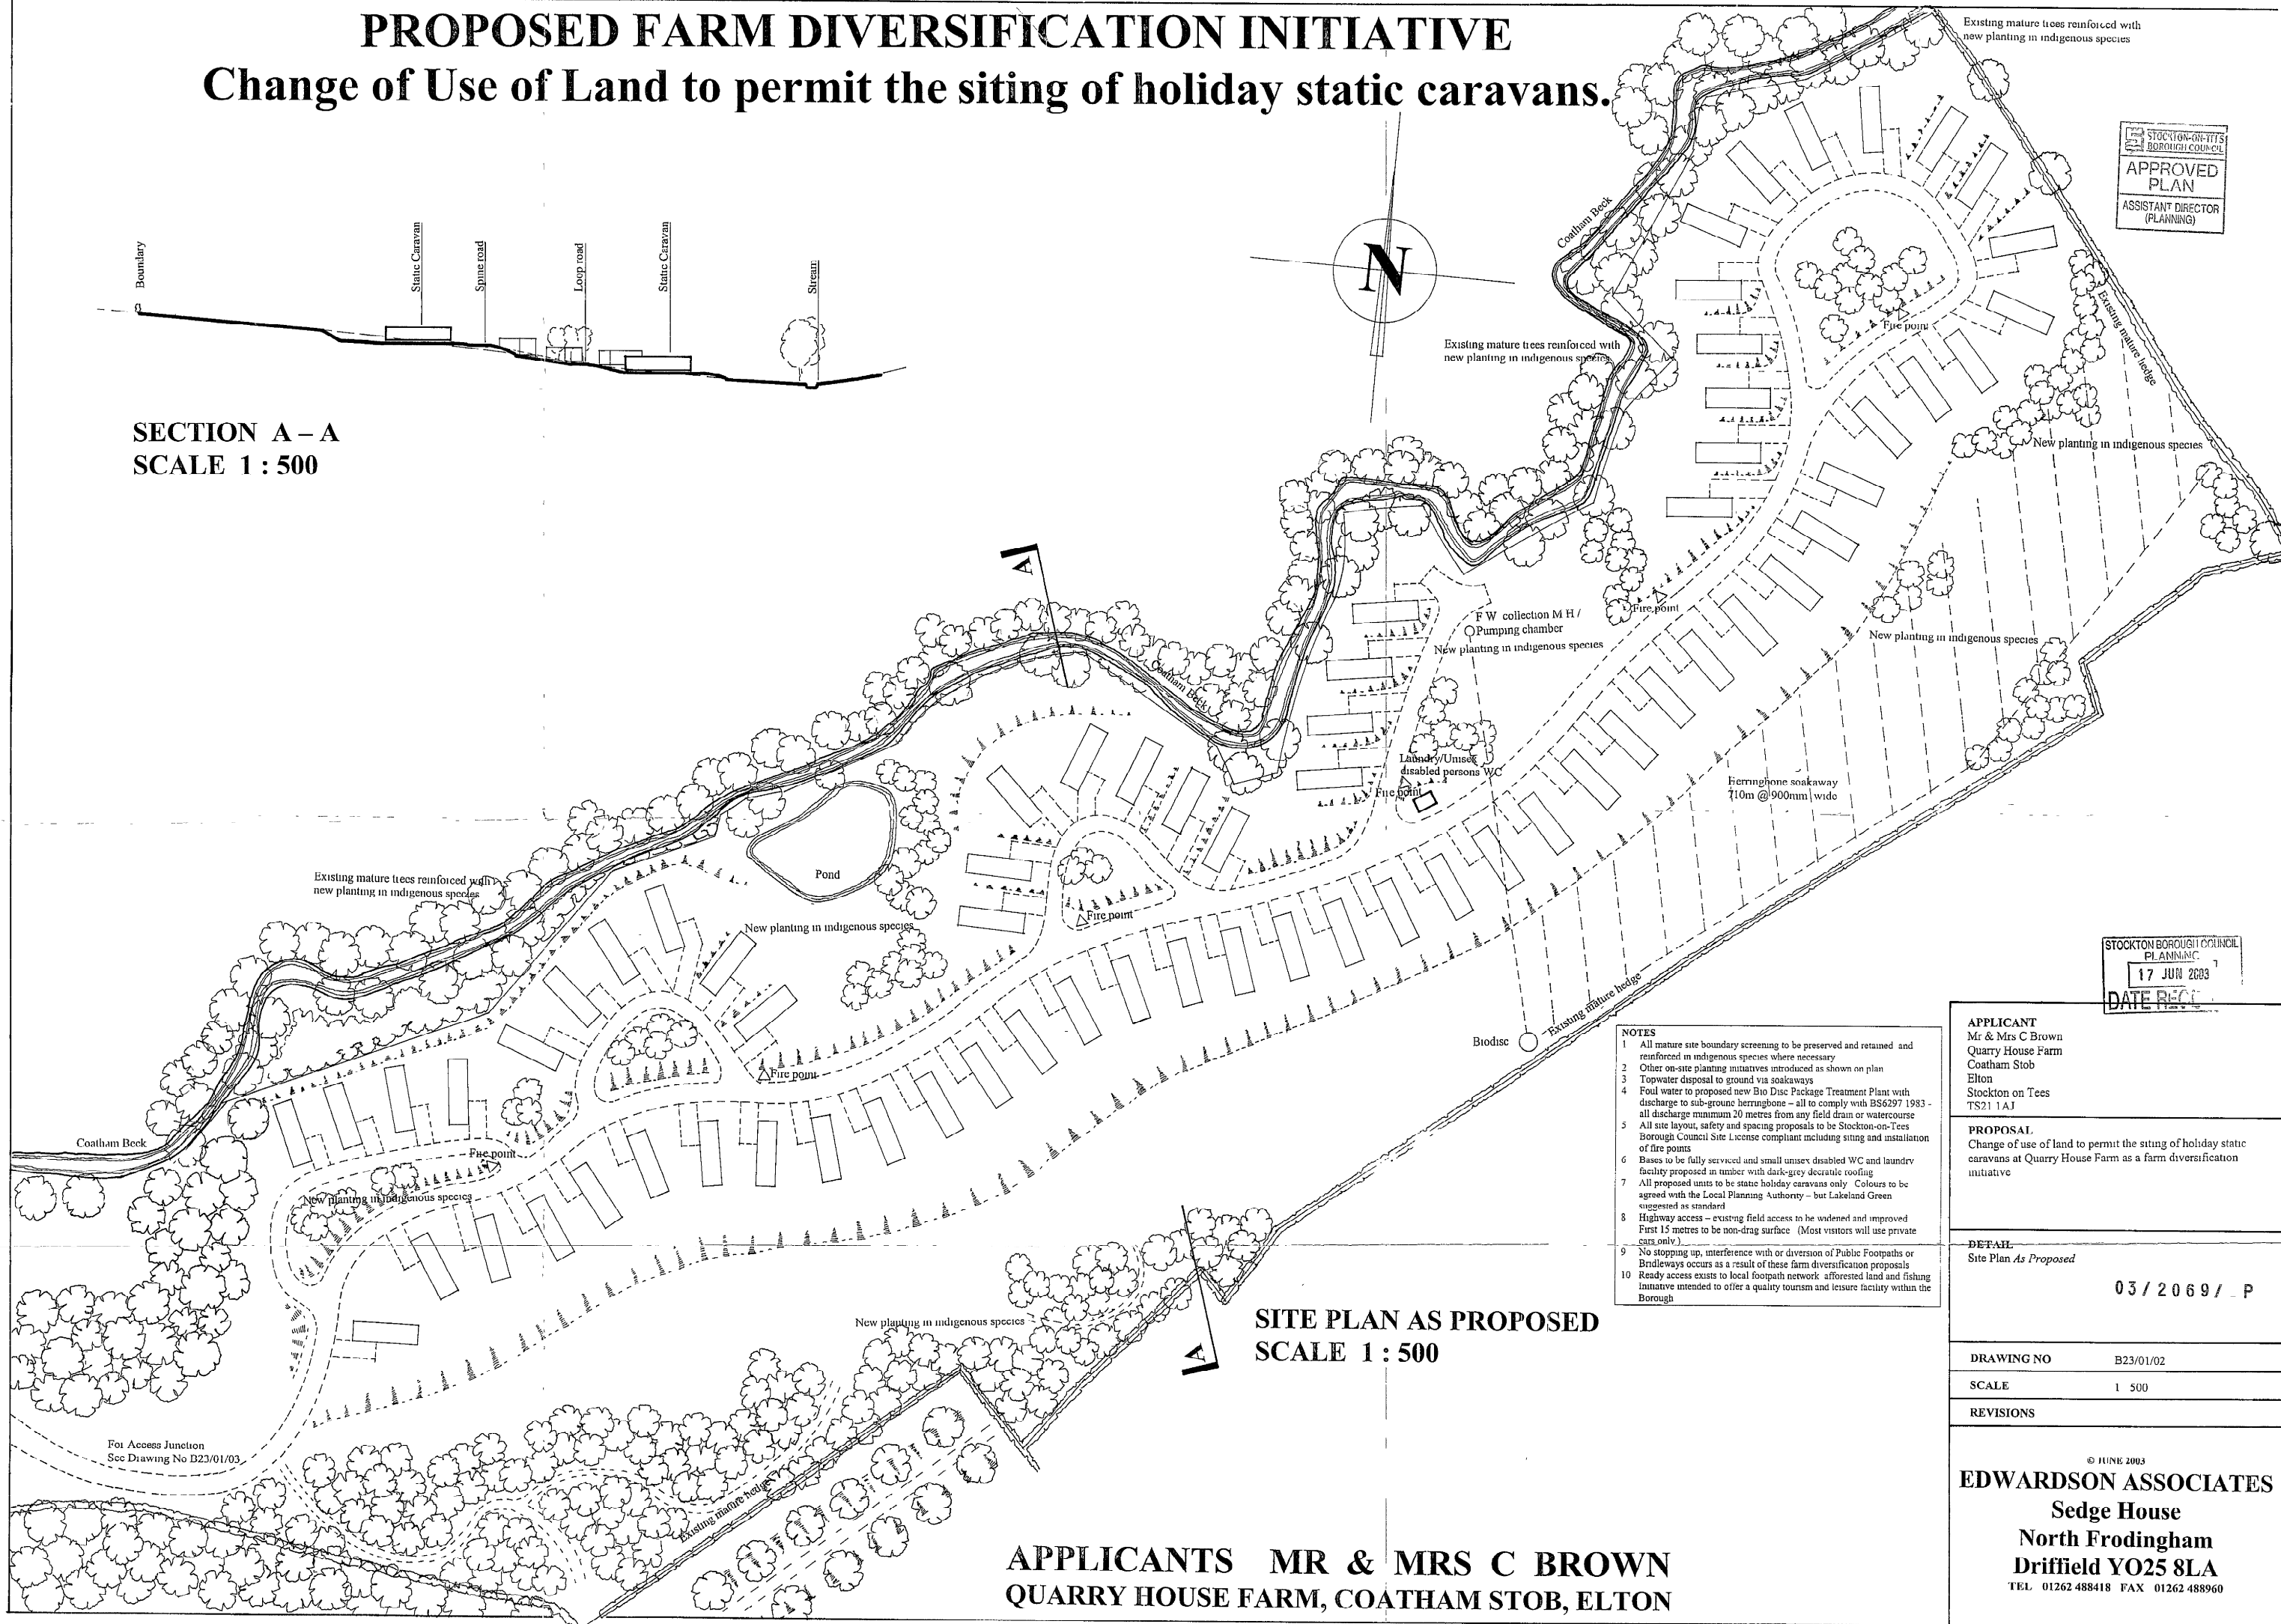 PROPOSED FARM DIVERSIFICATION INITIATIVE
Change of Use of Land to permit the siting of holiday static caravans.
Existing mature trees reinforced with
new planting in indigenous species
STOCKTON-ON-TEES
BOROUGH COUNCIL
APPROVED
PLAN
ASSISTANT DIRECTOR
(PLANNING)
Boundary
Static Caravan
Spine road
Loop road
Static Caravan
Stream
SECTION A – A
SCALE 1 : 500
N
Coatham Beck
Existing mature trees reinforced with
new planting in indigenous species
Fire point
Existing mature hedge
New planting in indigenous species
A
F W collection M H /
Pumping chamber
New planting in indigenous species
Fire point
New planting in indigenous species
Coatham Beck
Laundry/Unisex
disabled persons WC
Fire point
Herringbone soakaway
710m @ 900mm wide
Existing mature trees reinforced with
new planting in indigenous species
Pond
New planting in indigenous species
Fire point
Biodisc
Existing mature hedge
Fire point
Coatham Beck
Fire point
New planting in indigenous species
New planting in indigenous species
A
SITE PLAN AS PROPOSED
SCALE 1 : 500
For Access Junction
See Drawing No B23/01/03
Existing mature hedge
APPLICANTS MR & MRS C BROWN
QUARRY HOUSE FARM, COATHAM STOB, ELTON
NOTES
1 All mature site boundary screening to be preserved and retained and
reinforced in indigenous species where necessary
2 Other on-site planting initiatives introduced as shown on plan
3 Topwater disposal to ground via soakaways
4 Foul water to proposed new Bio Disc Package Treatment Plant with
discharge to sub-ground herringbone – all to comply with BS6297 1983 -
all discharge minimum 20 metres from any field drain or watercourse
5 All site layout, safety and spacing proposals to be Stockton-on-Tees
Borough Council Site License compliant including siting and installation
of fire points
6 Bases to be fully serviced and small unisex disabled WC and laundry
facility proposed in timber with dark-grey decratile roofing
7 All proposed units to be static holiday caravans only Colours to be
agreed with the Local Planning Authority – but Lakeland Green
suggested as standard
8 Highway access – existing field access to be widened and improved
First 15 metres to be non-drag surface (Most visitors will use private
cars only)
9 No stopping up, interference with or diversion of Public Footpaths or
Bridleways occurs as a result of these farm diversification proposals
10 Ready access exists to local footpath network afforested land and fishing
Initiative intended to offer a quality tourism and leisure facility within the
Borough
STOCKTON BOROUGH COUNCIL
PLANNING
17 JUN 2003
DATE
APPLICANT
Mr & Mrs C Brown
Quarry House Farm
Coatham Stob
Elton
Stockton on Tees
TS21 1AJ
PROPOSAL
Change of use of land to permit the siting of holiday static
caravans at Quarry House Farm as a farm diversification
initiative
DETAIL
Site Plan As Proposed
03/2069/ P
DRAWING NO B23/01/02
SCALE 1 500
REVISIONS
© JUNE 2003
EDWARDSON ASSOCIATES
Sedge House
North Frodingham
Driffield YO25 8LA
TEL 01262 488418 FAX 01262 488960